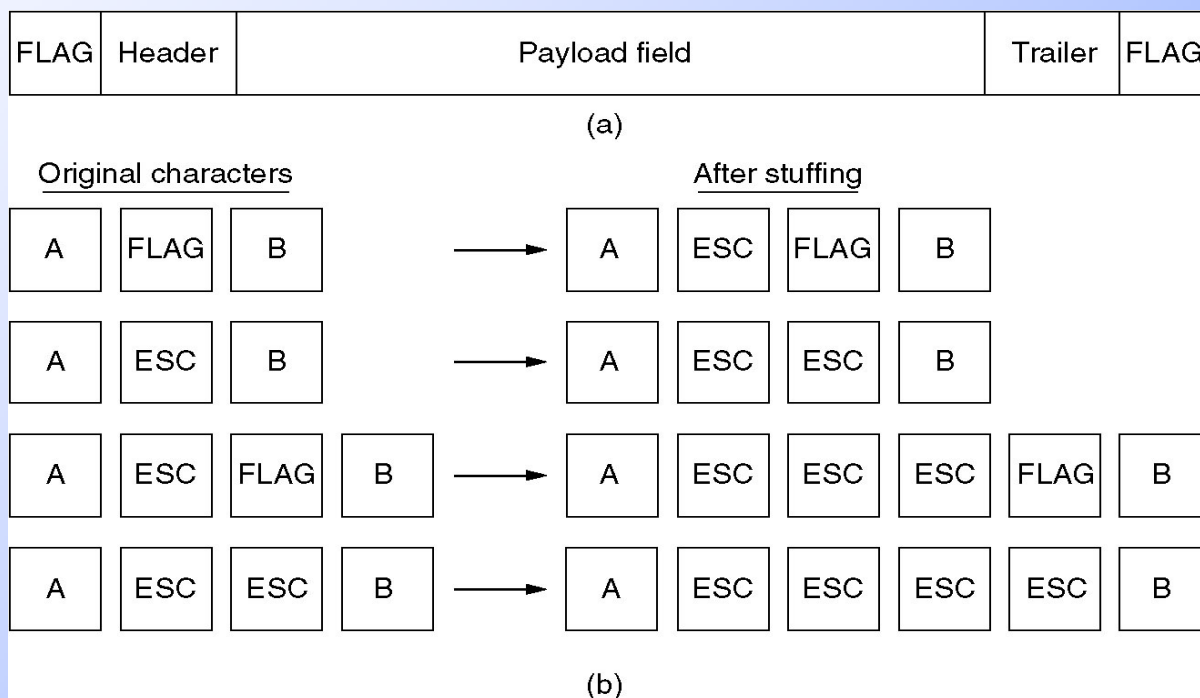 FLAG Header Payload field Trailer FLAG
(a)
Original characters After stuffing
A FLAG B A ESC FLAG B
A ESC B A ESC ESC B
A ESC FLAG B A ESC ESC ESC FLAG B
A ESC ESC B A ESC ESC ESC ESC B
(b)